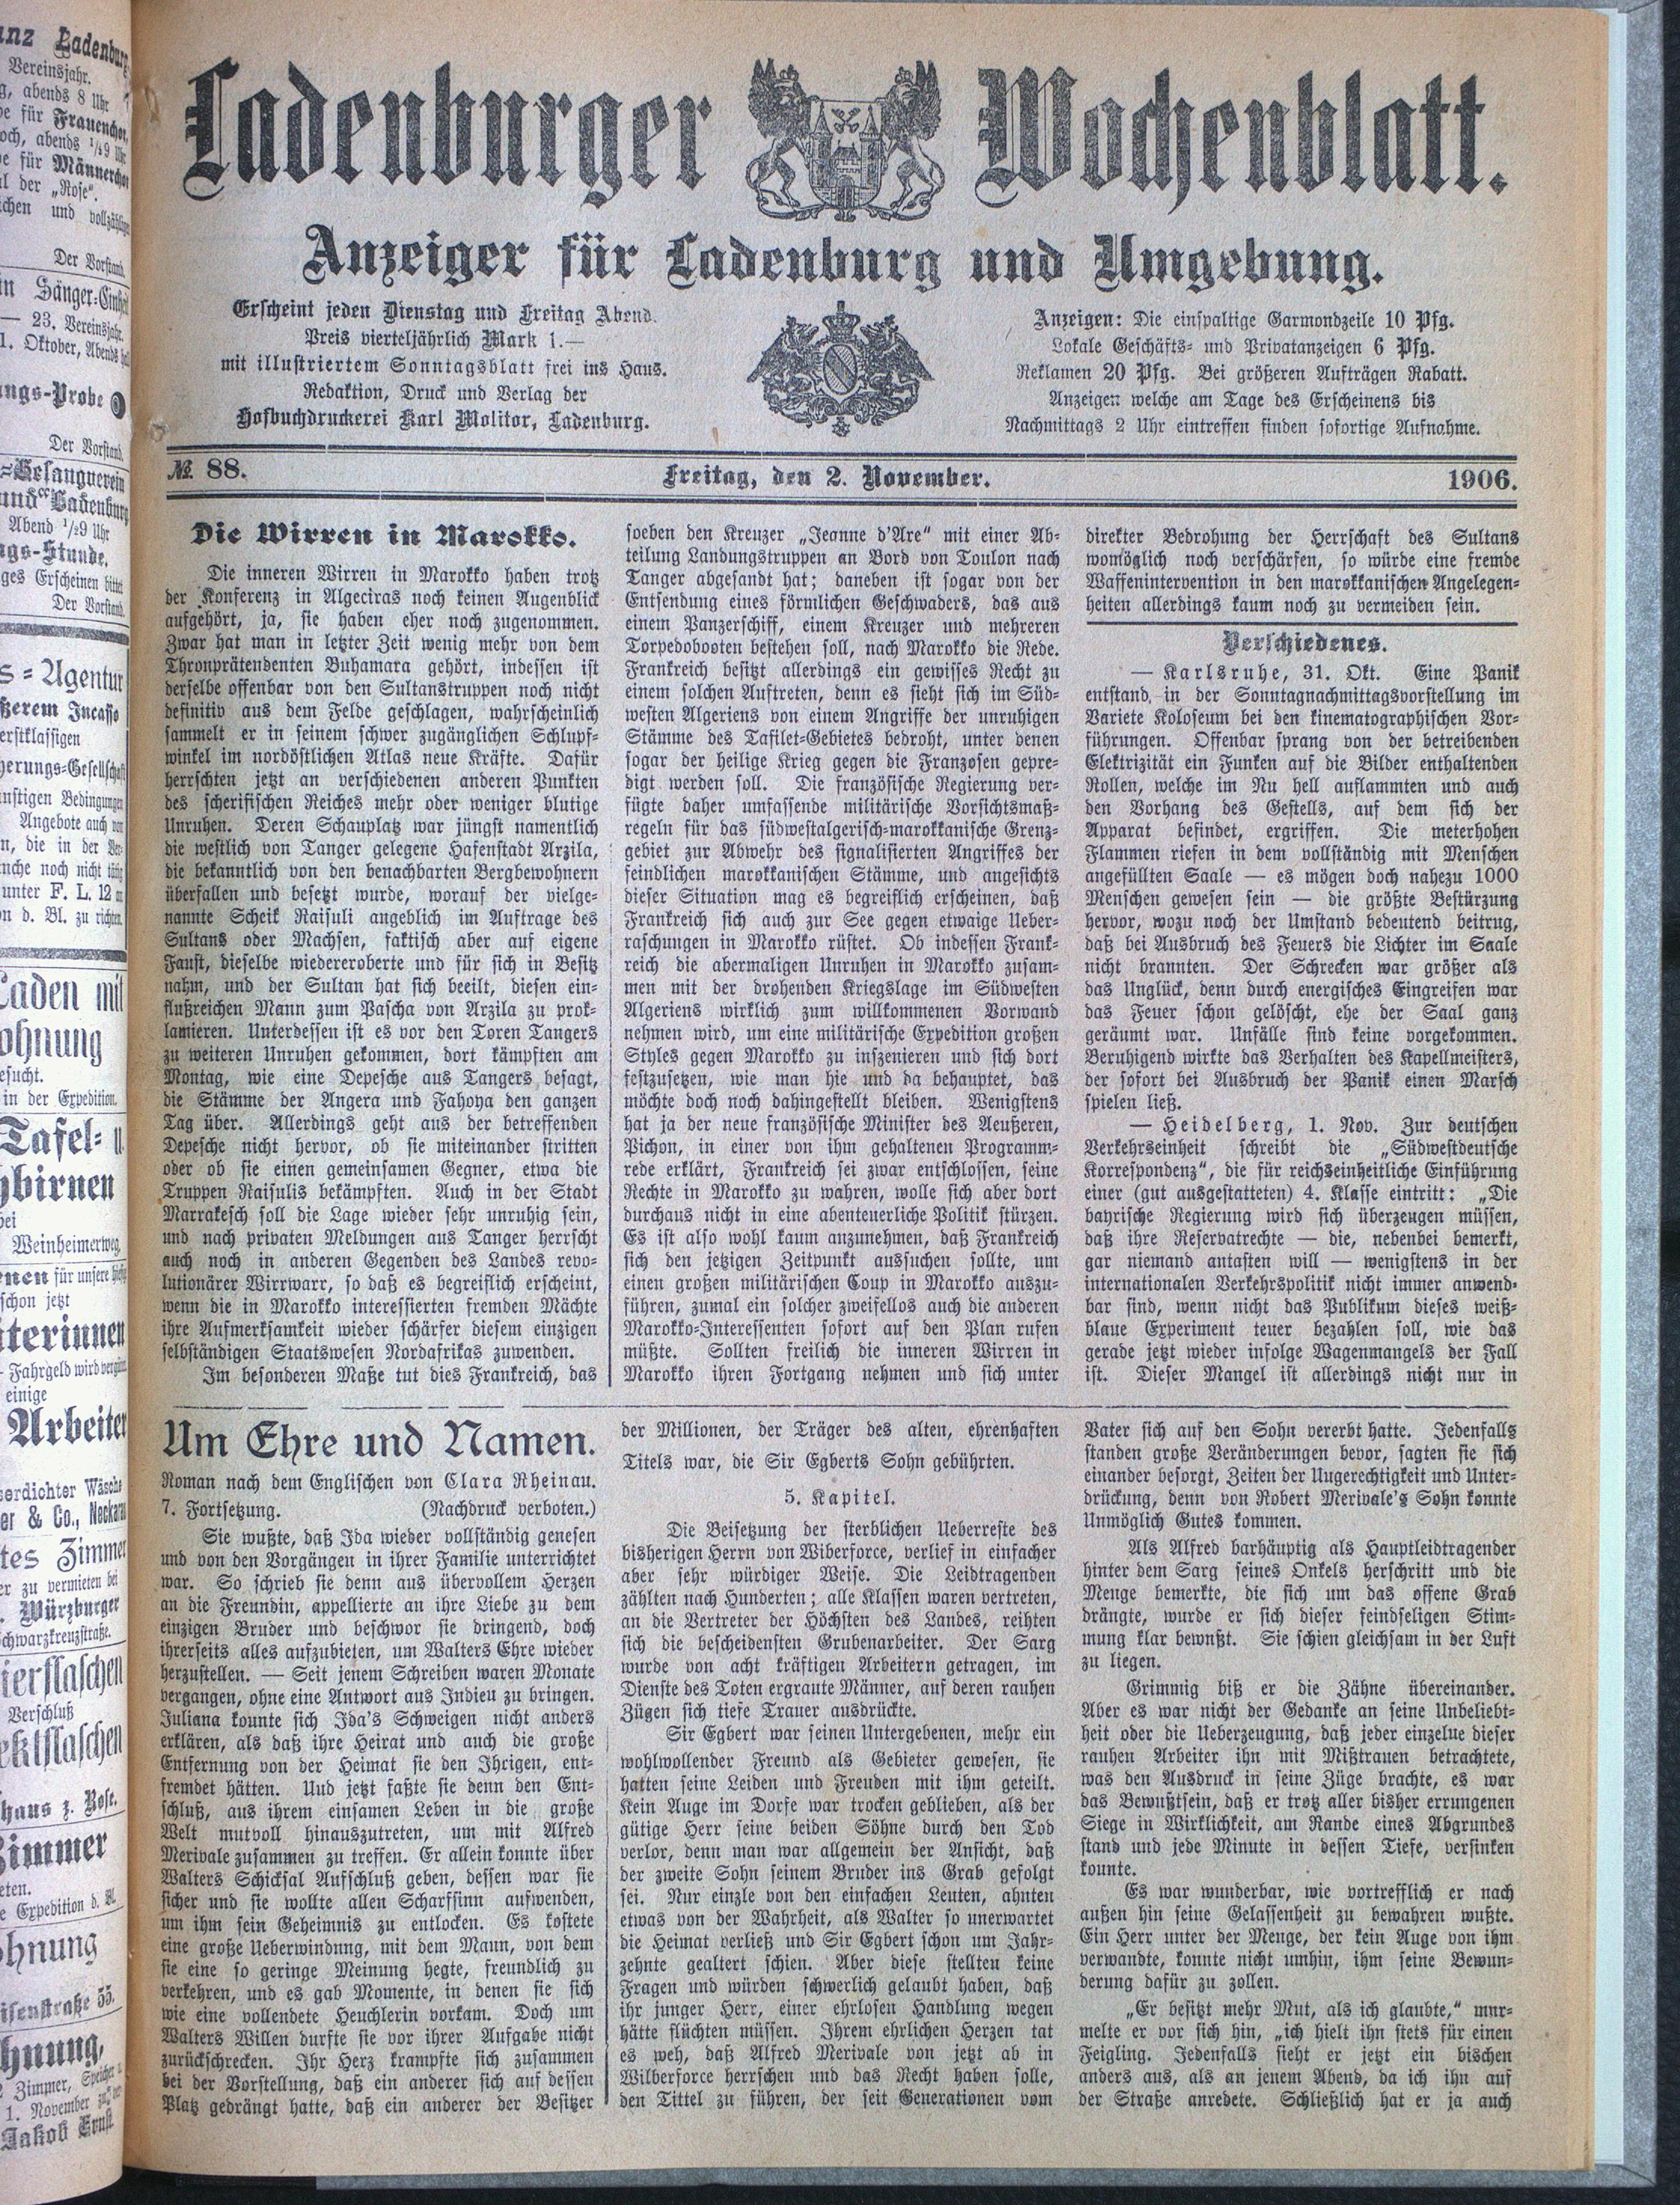 Ladenburger Wochenblatt.
Anzeiger für Ladenburg und Umgebung.
Erscheint jeden Dienstag und Freitag Abend.
Preis vierteljährlich Mark 1.—
mit illustriertem Sonntagsblatt frei ins Haus.
Redaktion, Druck und Verlag der
Hofbuchdruckerei Karl Molitor, Ladenburg.
Anzeigen: Die einspaltige Garmondzeile 10 Pfg.
Lokale Geschäfts- und Privatanzeigen 6 Pfg.
Reklamen 20 Pfg. Bei größeren Aufträgen Rabatt.
Anzeigen welche am Tage des Erscheinens bis
Nachmittags 2 Uhr eintreffen finden sofortige Aufnahme.
№ 88. Freitag, den 2. November. 1906.
Die Wirren in Marokko.
Die inneren Wirren in Marokko haben trotz
der Konferenz in Algeciras noch keinen Augenblick
aufgehört, ja, sie haben eher noch zugenommen.
Zwar hat man in letzter Zeit wenig mehr von dem
Thronprätendenten Buhamara gehört, indessen ist
derselbe offenbar von den Sultanstruppen noch nicht
definitiv aus dem Felde geschlagen, wahrscheinlich
sammelt er in seinem schwer zugänglichen Schlupf-
winkel im nordöstlichen Atlas neue Kräfte. Dafür
herrschten jetzt an verschiedenen anderen Punkten
des scherifischen Reiches mehr oder weniger blutige
Unruhen. Deren Schauplatz war jüngst namentlich
die westlich von Tanger gelegene Hafenstadt Arzila,
die bekanntlich von den benachbarten Bergbewohnern
überfallen und besetzt wurde, worauf der vielge-
nannte Scheik Raisuli angeblich im Auftrage des
Sultans oder Machsen, faktisch aber auf eigene
Faust, dieselbe wiedereroberte und für sich in Besitz
nahm, und der Sultan hat sich beeilt, diesen ein-
flußreichen Mann zum Pascha von Arzila zu prok-
lamieren. Unterdessen ist es vor den Toren Tangers
zu weiteren Unruhen gekommen, dort kämpften am
Montag, wie eine Depesche aus Tangers besagt,
die Stämme der Angera und Fahoya den ganzen
Tag über. Allerdings geht aus der betreffenden
Depesche nicht hervor, ob sie miteinander stritten
oder ob sie einen gemeinsamen Gegner, etwa die
Truppen Raisulis bekämpften. Auch in der Stadt
Marrakesch soll die Lage wieder sehr unruhig sein,
und nach privaten Meldungen aus Tanger herrscht
auch noch in anderen Gegenden des Landes revo-
lutionärer Wirrwarr, so daß es begreiflich erscheint,
wenn die in Marokko interessierten fremden Mächte
ihre Aufmerksamkeit wieder schärfer diesem einzigen
selbständigen Staatswesen Nordafrikas zuwenden.
Im besonderen Maße tut dies Frankreich, das
soeben den Kreuzer „Jeanne d'Are“ mit einer Ab-
teilung Landungstruppen an Bord von Toulon nach
Tanger abgesandt hat; daneben ist sogar von der
Entsendung eines förmlichen Geschwaders, das aus
einem Panzerschiff, einem Kreuzer und mehreren
Torpedobooten bestehen soll, nach Marokko die Rede.
Frankreich besitzt allerdings ein gewisses Recht zu
einem solchen Auftreten, denn es sieht sich im Süd-
westen Algeriens von einem Angriffe der unruhigen
Stämme des Tafilet-Gebietes bedroht, unter denen
sogar der heilige Krieg gegen die Franzosen gepre-
digt werden soll. Die französische Regierung ver-
fügte daher umfassende militärische Vorsichtsmaß-
regeln für das südwestalgerisch-marokkanische Grenz-
gebiet zur Abwehr des signalisierten Angriffes der
feindlichen marokkanischen Stämme, und angesichts
dieser Situation mag es begreiflich erscheinen, daß
Frankreich sich auch zur See gegen etwaige Ueber-
raschungen in Marokko rüstet. Ob indessen Frank-
reich die abermaligen Unruhen in Marokko zusam-
men mit der drohenden Kriegslage im Südwesten
Algeriens wirklich zum willkommenen Vorwand
nehmen wird, um eine militärische Expedition großen
Styles gegen Marokko zu inszenieren und sich dort
festzusetzen, wie man hie und da behauptet, das
möchte doch noch dahingestellt bleiben. Wenigstens
hat ja der neue französische Minister des Aeußeren,
Pichon, in einer von ihm gehaltenen Programm-
rede erklärt, Frankreich sei zwar entschlossen, seine
Rechte in Marokko zu wahren, wolle sich aber dort
durchaus nicht in eine abenteuerliche Politik stürzen.
Es ist also wohl kaum anzunehmen, daß Frankreich
sich den jetzigen Zeitpunkt aussuchen sollte, um
einen großen militärischen Coup in Marokko auszu-
führen, zumal ein solcher zweifellos auch die anderen
Marokko-Interessenten sofort auf den Plan rufen
müßte. Sollten freilich die inneren Wirren in
Marokko ihren Fortgang nehmen und sich unter
direkter Bedrohung der Herrschaft des Sultans
womöglich noch verschärfen, so würde eine fremde
Waffenintervention in den marokkanischen Angelegen-
heiten allerdings kaum noch zu vermeiden sein.
Verschiedenes.
— Karlsruhe, 31. Okt. Eine Panik
entstand in der Sonntagnachmittagsvorstellung im
Variete Koloseum bei den kinematographischen Vor-
führungen. Offenbar sprang von der betreibenden
Elektrizität ein Funken auf die Bilder enthaltenden
Rollen, welche im Nu hell aufflammten und auch
den Vorhang des Gestells, auf dem sich der
Apparat befindet, ergriffen. Die meterhohen
Flammen riefen in dem vollständig mit Menschen
angefüllten Saale — es mögen doch nahezu 1000
Menschen gewesen sein — die größte Bestürzung
hervor, wozu noch der Umstand bedeutend beitrug,
daß bei Ausbruch des Feuers die Lichter im Saale
nicht brannten. Der Schrecken war größer als
das Unglück, denn durch energisches Eingreifen war
das Feuer schon gelöscht, ehe der Saal ganz
geräumt war. Unfälle sind keine vorgekommen.
Beruhigend wirkte das Verhalten des Kapellmeisters,
der sofort bei Ausbruch der Panik einen Marsch
spielen ließ.
— Heidelberg, 1. Nov. Zur deutschen
Verkehrseinheit schreibt die „Südwestdeutsche
Korrespondenz“, die für reichseinheitliche Einführung
einer (gut ausgestatteten) 4. Klasse eintritt: „Die
bayrische Regierung wird sich überzeugen müssen,
daß ihre Reservatrechte — die, nebenbei bemerkt,
gar niemand antasten will — wenigstens in der
internationalen Verkehrspolitik nicht immer anwend-
bar sind, wenn nicht das Publikum dieses weiß-
blaue Experiment teuer bezahlen soll, wie das
gerade jetzt wieder infolge Wagenmangels der Fall
ist. Dieser Mangel ist allerdings nicht nur in
Um Ehre und Namen.
Roman nach dem Englischen von Clara Rheinau.
7. Fortsetzung. (Nachdruck verboten.)
Sie wußte, daß Ida wieder vollständig genesen
und von den Vorgängen in ihrer Familie unterrichtet
war. So schrieb sie denn aus übervollem Herzen
an die Freundin, appellierte an ihre Liebe zu dem
einzigen Bruder und beschwor sie dringend, doch
ihrerseits alles aufzubieten, um Walters Ehre wieder
herzustellen. — Seit jenem Schreiben waren Monate
vergangen, ohne eine Antwort aus Indieu zu bringen.
Juliana konnte sich Ida's Schweigen nicht anders
erklären, als daß ihre Heirat und auch die große
Entfernung von der Heimat sie den Ihrigen, ent-
fremdet hätten. Und jetzt faßte sie denn den Ent-
schluß, aus ihrem einsamen Leben in die große
Welt mutvoll hinauszutreten, um mit Alfred
Merivale zusammen zu treffen. Er allein konnte über
Walters Schicksal Aufschluß geben, dessen war sie
sicher und sie wollte allen Scharfsinn aufwenden,
um ihm sein Geheimnis zu entlocken. Es kostete
eine große Ueberwindung, mit dem Mann, von dem
sie eine so geringe Meinung hegte, freundlich zu
verkehren, und es gab Momente, in denen sie sich
wie eine vollendete Heuchlerin vorkam. Doch um
Walters Willen durfte sie vor ihrer Aufgabe nicht
zurückschrecken. Ihr Herz krampfte sich zusammen
bei der Vorstellung, daß ein anderer sich auf dessen
Platz gedrängt hatte, daß ein anderer der Besitzer
der Millionen, der Träger des alten, ehrenhaften
Titels war, die Sir Egberts Sohn gebührten.
5. Kapitel.
Die Beisetzung der sterblichen Ueberreste des
bisherigen Herrn von Wiberforce, verlief in einfacher
aber sehr würdiger Weise. Die Leidtragenden
zählten nach Hunderten; alle Klassen waren vertreten,
an die Vertreter der Höchsten des Landes, reihten
sich die bescheidensten Grubenarbeiter. Der Sarg
wurde von acht kräftigen Arbeitern getragen, im
Dienste des Toten ergraute Männer, auf deren rauhen
Zügen sich tiefe Trauer ausdrückte.
Sir Egbert war seinen Untergebenen, mehr ein
wohlwollender Freund als Gebieter gewesen, sie
hatten seine Leiden und Freuden mit ihm geteilt.
Kein Auge im Dorfe war trocken geblieben, als der
gütige Herr seine beiden Söhne durch den Tod
verlor, denn man war allgemein der Ansicht, daß
der zweite Sohn seinem Bruder ins Grab gefolgt
sei. Nur einzle von den einfachen Leuten, ahnten
etwas von der Wahrheit, als Walter so unerwartet
die Heimat verließ und Sir Egbert schon um Jahr-
zehnte gealtert schien. Aber diese stellten keine
Fragen und würden schwerlich gelaubt haben, daß
ihr junger Herr, einer ehrlosen Handlung wegen
hätte flüchten müssen. Ihrem ehrlichen Herzen tat
es weh, daß Alfred Merivale von jetzt ab in
Wilberforce herrschen und das Recht haben solle,
den Tittel zu führen, der seit Generationen vom
Vater sich auf den Sohn vererbt hatte. Jedenfalls
standen große Veränderungen bevor, sagten sie sich
einander besorgt, Zeiten der Ungerechtigkeit und Unter-
drückung, denn von Robert Merivale's Sohn konnte
Unmöglich Gutes kommen.
Als Alfred barhäuptig als Hauptleidtragender
hinter dem Sarg seines Onkels herschritt und die
Menge bemerkte, die sich um das offene Grab
drängte, wurde er sich dieser feindseligen Stim-
mung klar bewnßt. Sie schien gleichsam in der Luft
zu liegen.
Grimmig biß er die Zähne übereinander.
Aber es war nicht der Gedanke an seine Unbeliebt-
heit oder die Ueberzeugung, daß jeder einzelue dieser
rauhen Arbeiter ihn mit Mißtrauen betrachtete,
was den Ausdruck in seine Züge brachte, es war
das Bewußtsein, daß er trotz aller bisher errungenen
Siege in Wirklichkeit, am Rande eines Abgrundes
stand und jede Minute in dessen Tiefe, versinken
konnte.
Es war wunderbar, wie vortrefflich er nach
außen hin seine Gelassenheit zu bewahren wußte.
Ein Herr unter der Menge, der kein Auge von ihm
verwandte, konnte nicht umhin, ihm seine Bewun-
derung dafür zu zollen.
„Er besitzt mehr Mut, als ich glaubte,“ mnr-
melte er vor sich hin, „ich hielt ihn stets für einen
Feigling. Jedenfalls sieht er jetzt ein bischen
anders aus, als an jenem Abend, da ich ihn auf
der Straße anredete. Schließlich hat er ja auch